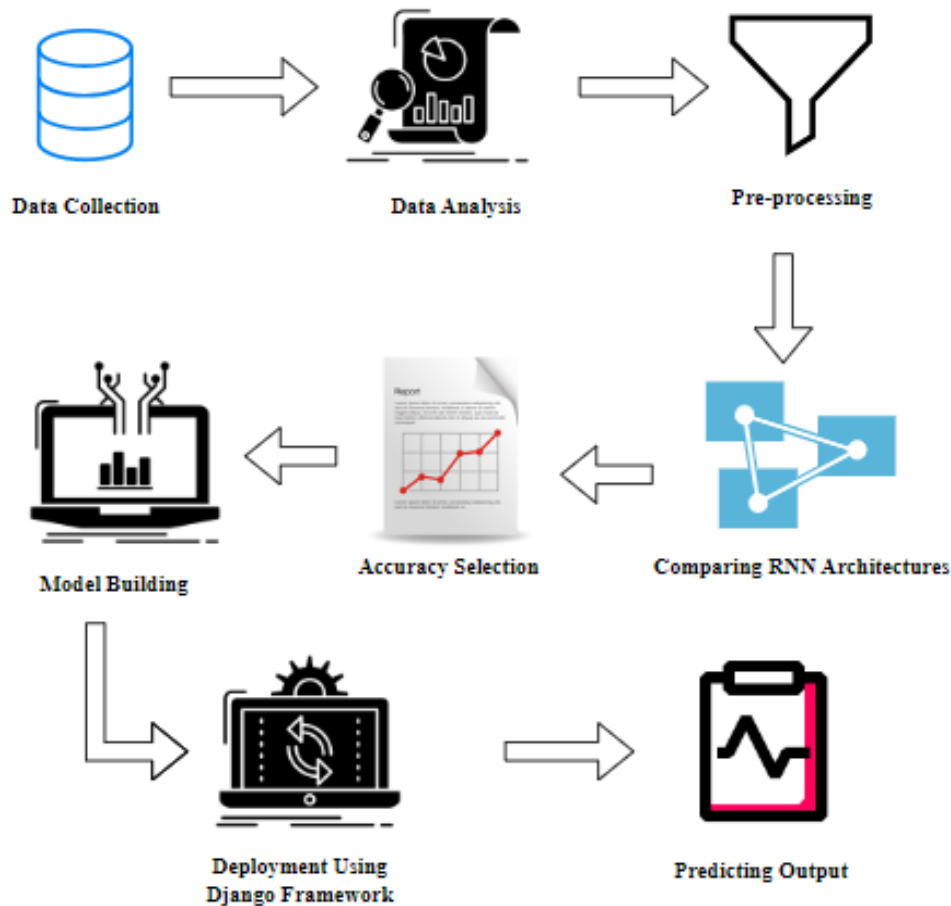 Data Collection
Data Analysis
Pre-processing
Report
Model Building
Accuracy Selection
Comparing RNN Architectures
Deployment Using
Django Framework
Predicting Output